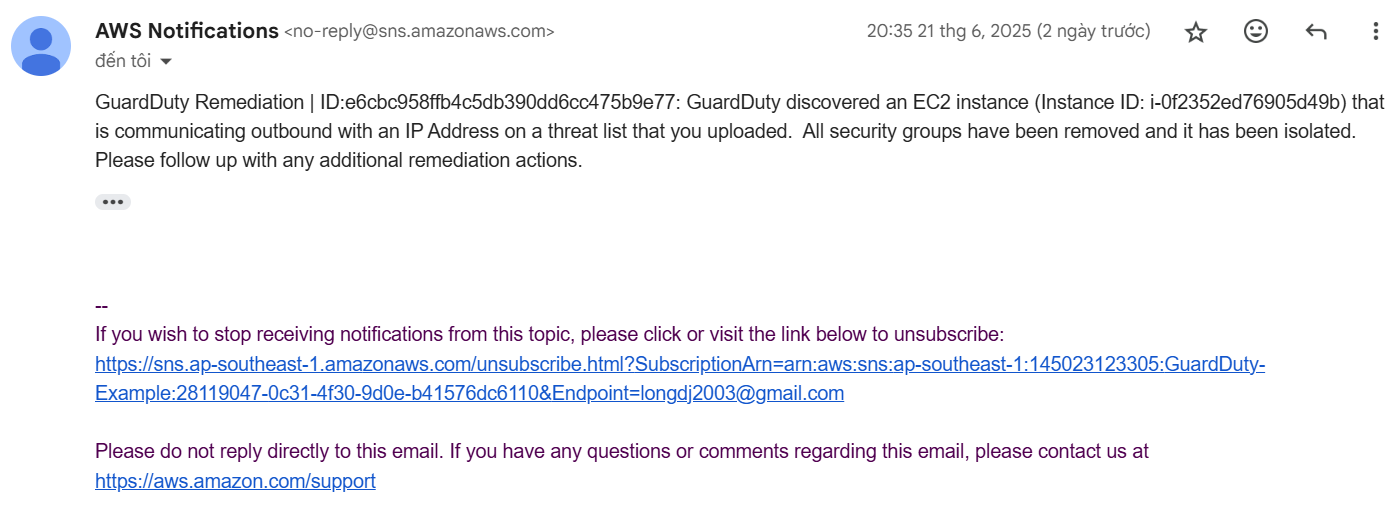 AWS Notifications <no-reply@sns.amazonaws.com> 20:35 21 thg 6, 2025 (2 ngày trước)
đến tôi
GuardDuty Remediation | ID:e6cbc958ffb4c5db390dd6cc475b9e77: GuardDuty discovered an EC2 instance (Instance ID: i-0f2352ed76905d49b) that
is communicating outbound with an IP Address on a threat list that you uploaded.  All security groups have been removed and it has been isolated.
Please follow up with any additional remediation actions.
--
If you wish to stop receiving notifications from this topic, please click or visit the link below to unsubscribe:
https://sns.ap-southeast-1.amazonaws.com/unsubscribe.html?SubscriptionArn=arn:aws:sns:ap-southeast-1:145023123305:GuardDuty-
Example:28119047-0c31-4f30-9d0e-b41576dc6110&Endpoint=longdj2003@gmail.com
Please do not reply directly to this email. If you have any questions or comments regarding this email, please contact us at
https://aws.amazon.com/support